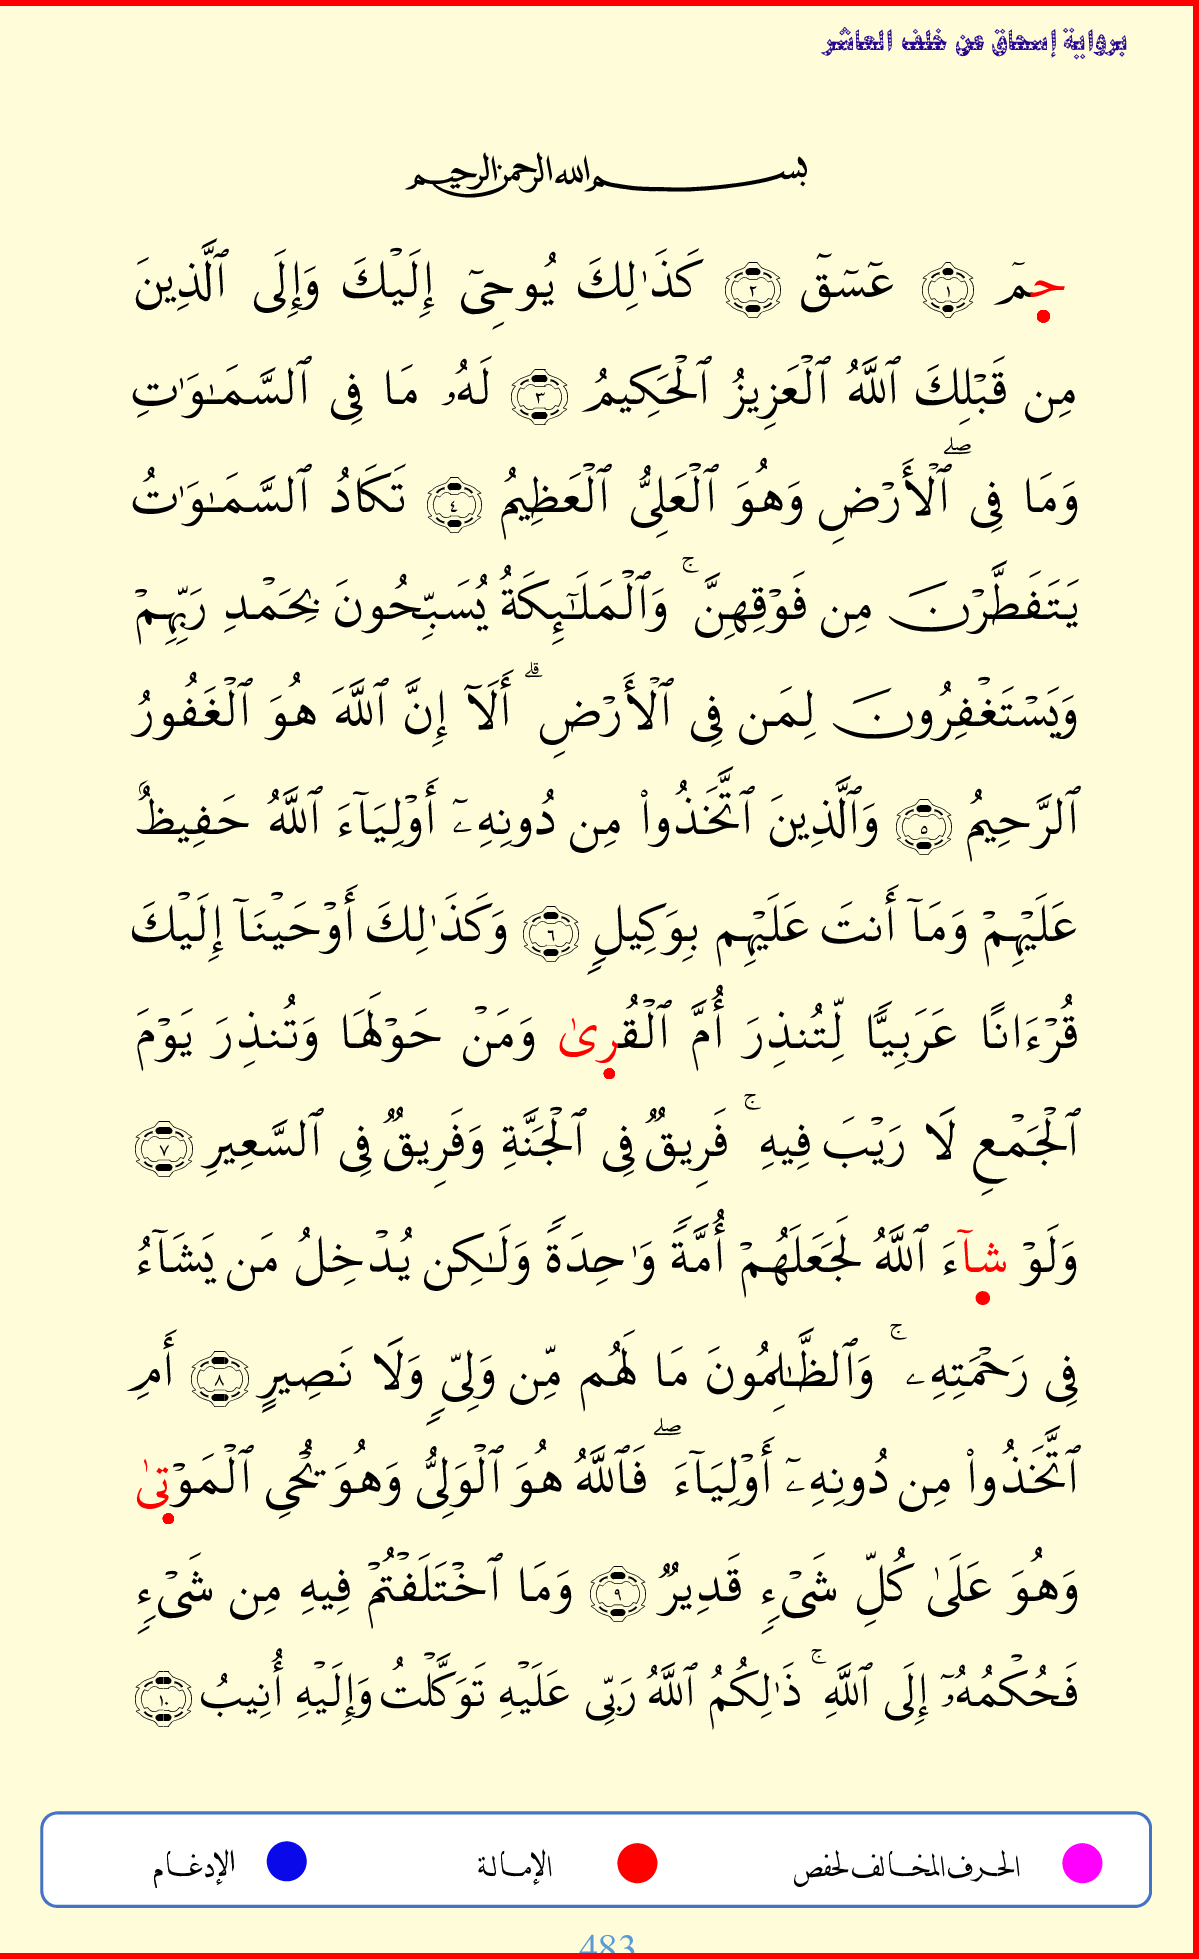 برواية إسحاق عن خلف العاشر
بسم الله الرحمن الرحيم
حمٓ ۝١ عٓسٓقٓ ۝٢ كَذَٰلِكَ يُوحِىٓ إِلَيْكَ وَإِلَى ٱلَّذِينَ
مِن قَبْلِكَ ٱللَّهُ ٱلْعَزِيزُ ٱلْحَكِيمُ ۝٣ لَهُۥ مَا فِى ٱلسَّمَـٰوَٰتِ
وَمَا فِى ٱلْأَرْضِ ۖ وَهُوَ ٱلْعَلِىُّ ٱلْعَظِيمُ ۝٤ تَكَادُ ٱلسَّمَـٰوَٰتُ
يَتَفَطَّرْنَ مِن فَوْقِهِنَّ ۚ وَٱلْمَلَـٰٓئِكَةُ يُسَبِّحُونَ بِحَمْدِ رَبِّهِمْ
وَيَسْتَغْفِرُونَ لِمَن فِى ٱلْأَرْضِ ۗ أَلَآ إِنَّ ٱللَّهَ هُوَ ٱلْغَفُورُ
ٱلرَّحِيمُ ۝٥ وَٱلَّذِينَ ٱتَّخَذُوا۟ مِن دُونِهِۦٓ أَوْلِيَآءَ ٱللَّهُ حَفِيظٌ
عَلَيْهِمْ وَمَآ أَنتَ عَلَيْهِم بِوَكِيلٍ ۝٦ وَكَذَٰلِكَ أَوْحَيْنَآ إِلَيْكَ
قُرْءَانًا عَرَبِيًّا لِّتُنذِرَ أُمَّ ٱلْقُرِىٰ وَمَنْ حَوْلَهَا وَتُنذِرَ يَوْمَ
ٱلْجَمْعِ لَا رَيْبَ فِيهِ ۚ فَرِيقٌ فِى ٱلْجَنَّةِ وَفَرِيقٌ فِى ٱلسَّعِيرِ ۝٧
وَلَوْ شآءَ ٱللَّهُ لَجَعَلَهُمْ أُمَّةً وَٰحِدَةً وَلَـٰكِن يُدْخِلُ مَن يَشَآءُ
فِى رَحْمَتِهِۦ ۚ وَٱلظَّـٰلِمُونَ مَا لَهُم مِّن وَلِىٍّ وَلَا نَصِيرٍ ۝٨ أَمِ
ٱتَّخَذُوا۟ مِن دُونِهِۦٓ أَوْلِيَآءَ ۖ فَٱللَّهُ هُوَ ٱلْوَلِىُّ وَهُوَ يُحْىِ ٱلْمَوْتىٰ
وَهُوَ عَلَىٰ كُلِّ شَىْءٍ قَدِيرٌ ۝٩ وَمَا ٱخْتَلَفْتُمْ فِيهِ مِن شَىْءٍ
فَحُكْمُهُۥٓ إِلَى ٱللَّهِ ۚ ذَٰلِكُمُ ٱللَّهُ رَبِّى عَلَيْهِ تَوَكَّلْتُ وَإِلَيْهِ أُنِيبُ ۝١٠
الحرف المخالف لحفص الإمالة الإدغام
483